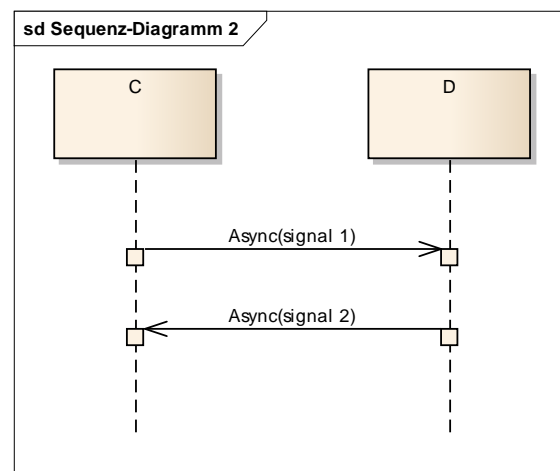 sd Sequenz-Diagramm 2
C
D
Async(signal 1)
Async(signal 2)